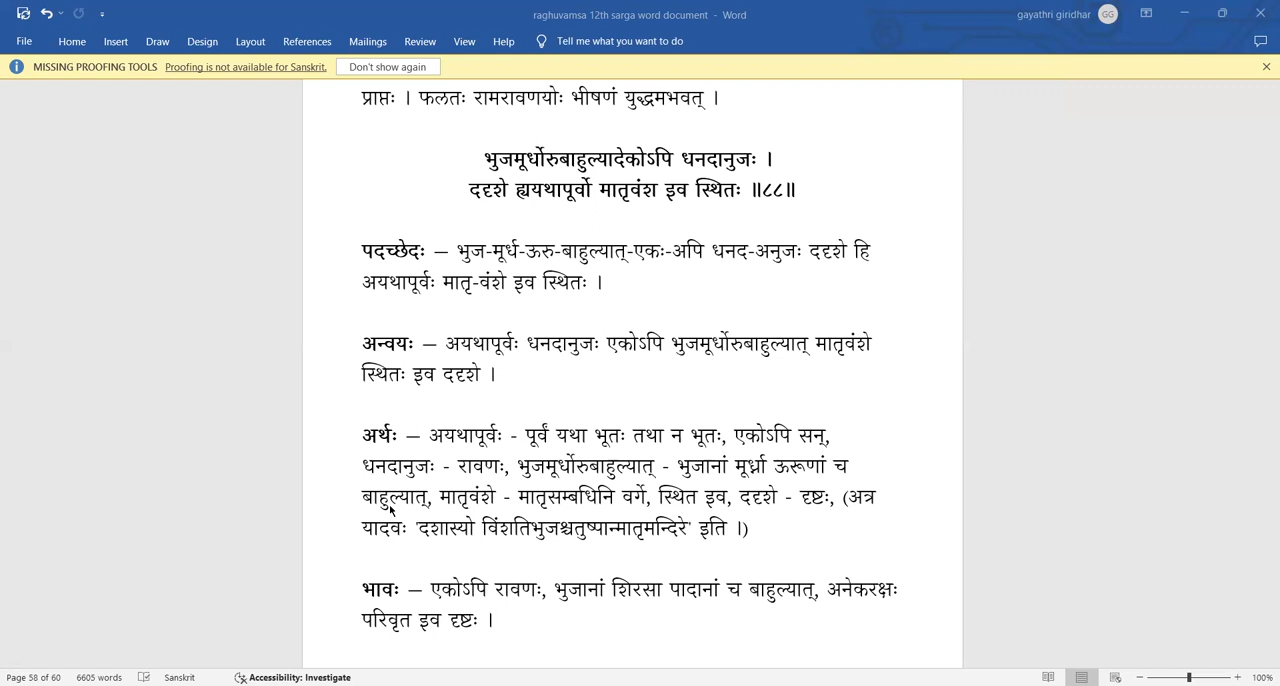 raghuvamsa 12th sarga word document - Word
gayathri giridhar GG
File Home Insert Draw Design Layout References Mailings Review View Help Tell me what you want to do
MISSING PROOFING TOOLS Proofing is not available for Sanskrit. Don't show again
प्राप्तः । फलतः रामरावणयोः भीषणं युद्धमभवत् ।
भुजमूर्धोरुबाहुल्यादेकोऽपि धनदानुजः ।
ददृशे ह्ययथापूर्वो मातृवंश इव स्थितः ॥८८॥
पदच्छेदः – भुज-मूर्ध-ऊरु-बाहुल्यात्-एकः-अपि धनद-अनुजः ददृशे हि
अयथापूर्वः मातृ-वंशे इव स्थितः ।
अन्वयः – अयथापूर्वः धनदानुजः एकोऽपि भुजमूर्धोरुबाहुल्यात् मातृवंशे
स्थितः इव ददृशे ।
अर्थः – अयथापूर्वः - पूर्वं यथा भूतः तथा न भूतः, एकोऽपि सन्,
धनदानुजः - रावणः, भुजमूर्धोरुबाहुल्यात् - भुजानां मूर्ध्नां ऊरूणां च
बाहुल्यात्, मातृवंशे - मातृसम्बधिनि वर्गे, स्थित इव, ददृशे - दृष्टः, (अत्र
यादवः 'दशास्यो विंशतिभुजश्चतुष्पान्मातृमन्दिरे' इति ।)
भावः – एकोऽपि रावणः, भुजानां शिरसा पादानां च बाहुल्यात्, अनेकरक्षः
परिवृत इव दृष्टः ।
Page 58 of 60 6605 words Sanskrit Accessibility: Investigate 100%